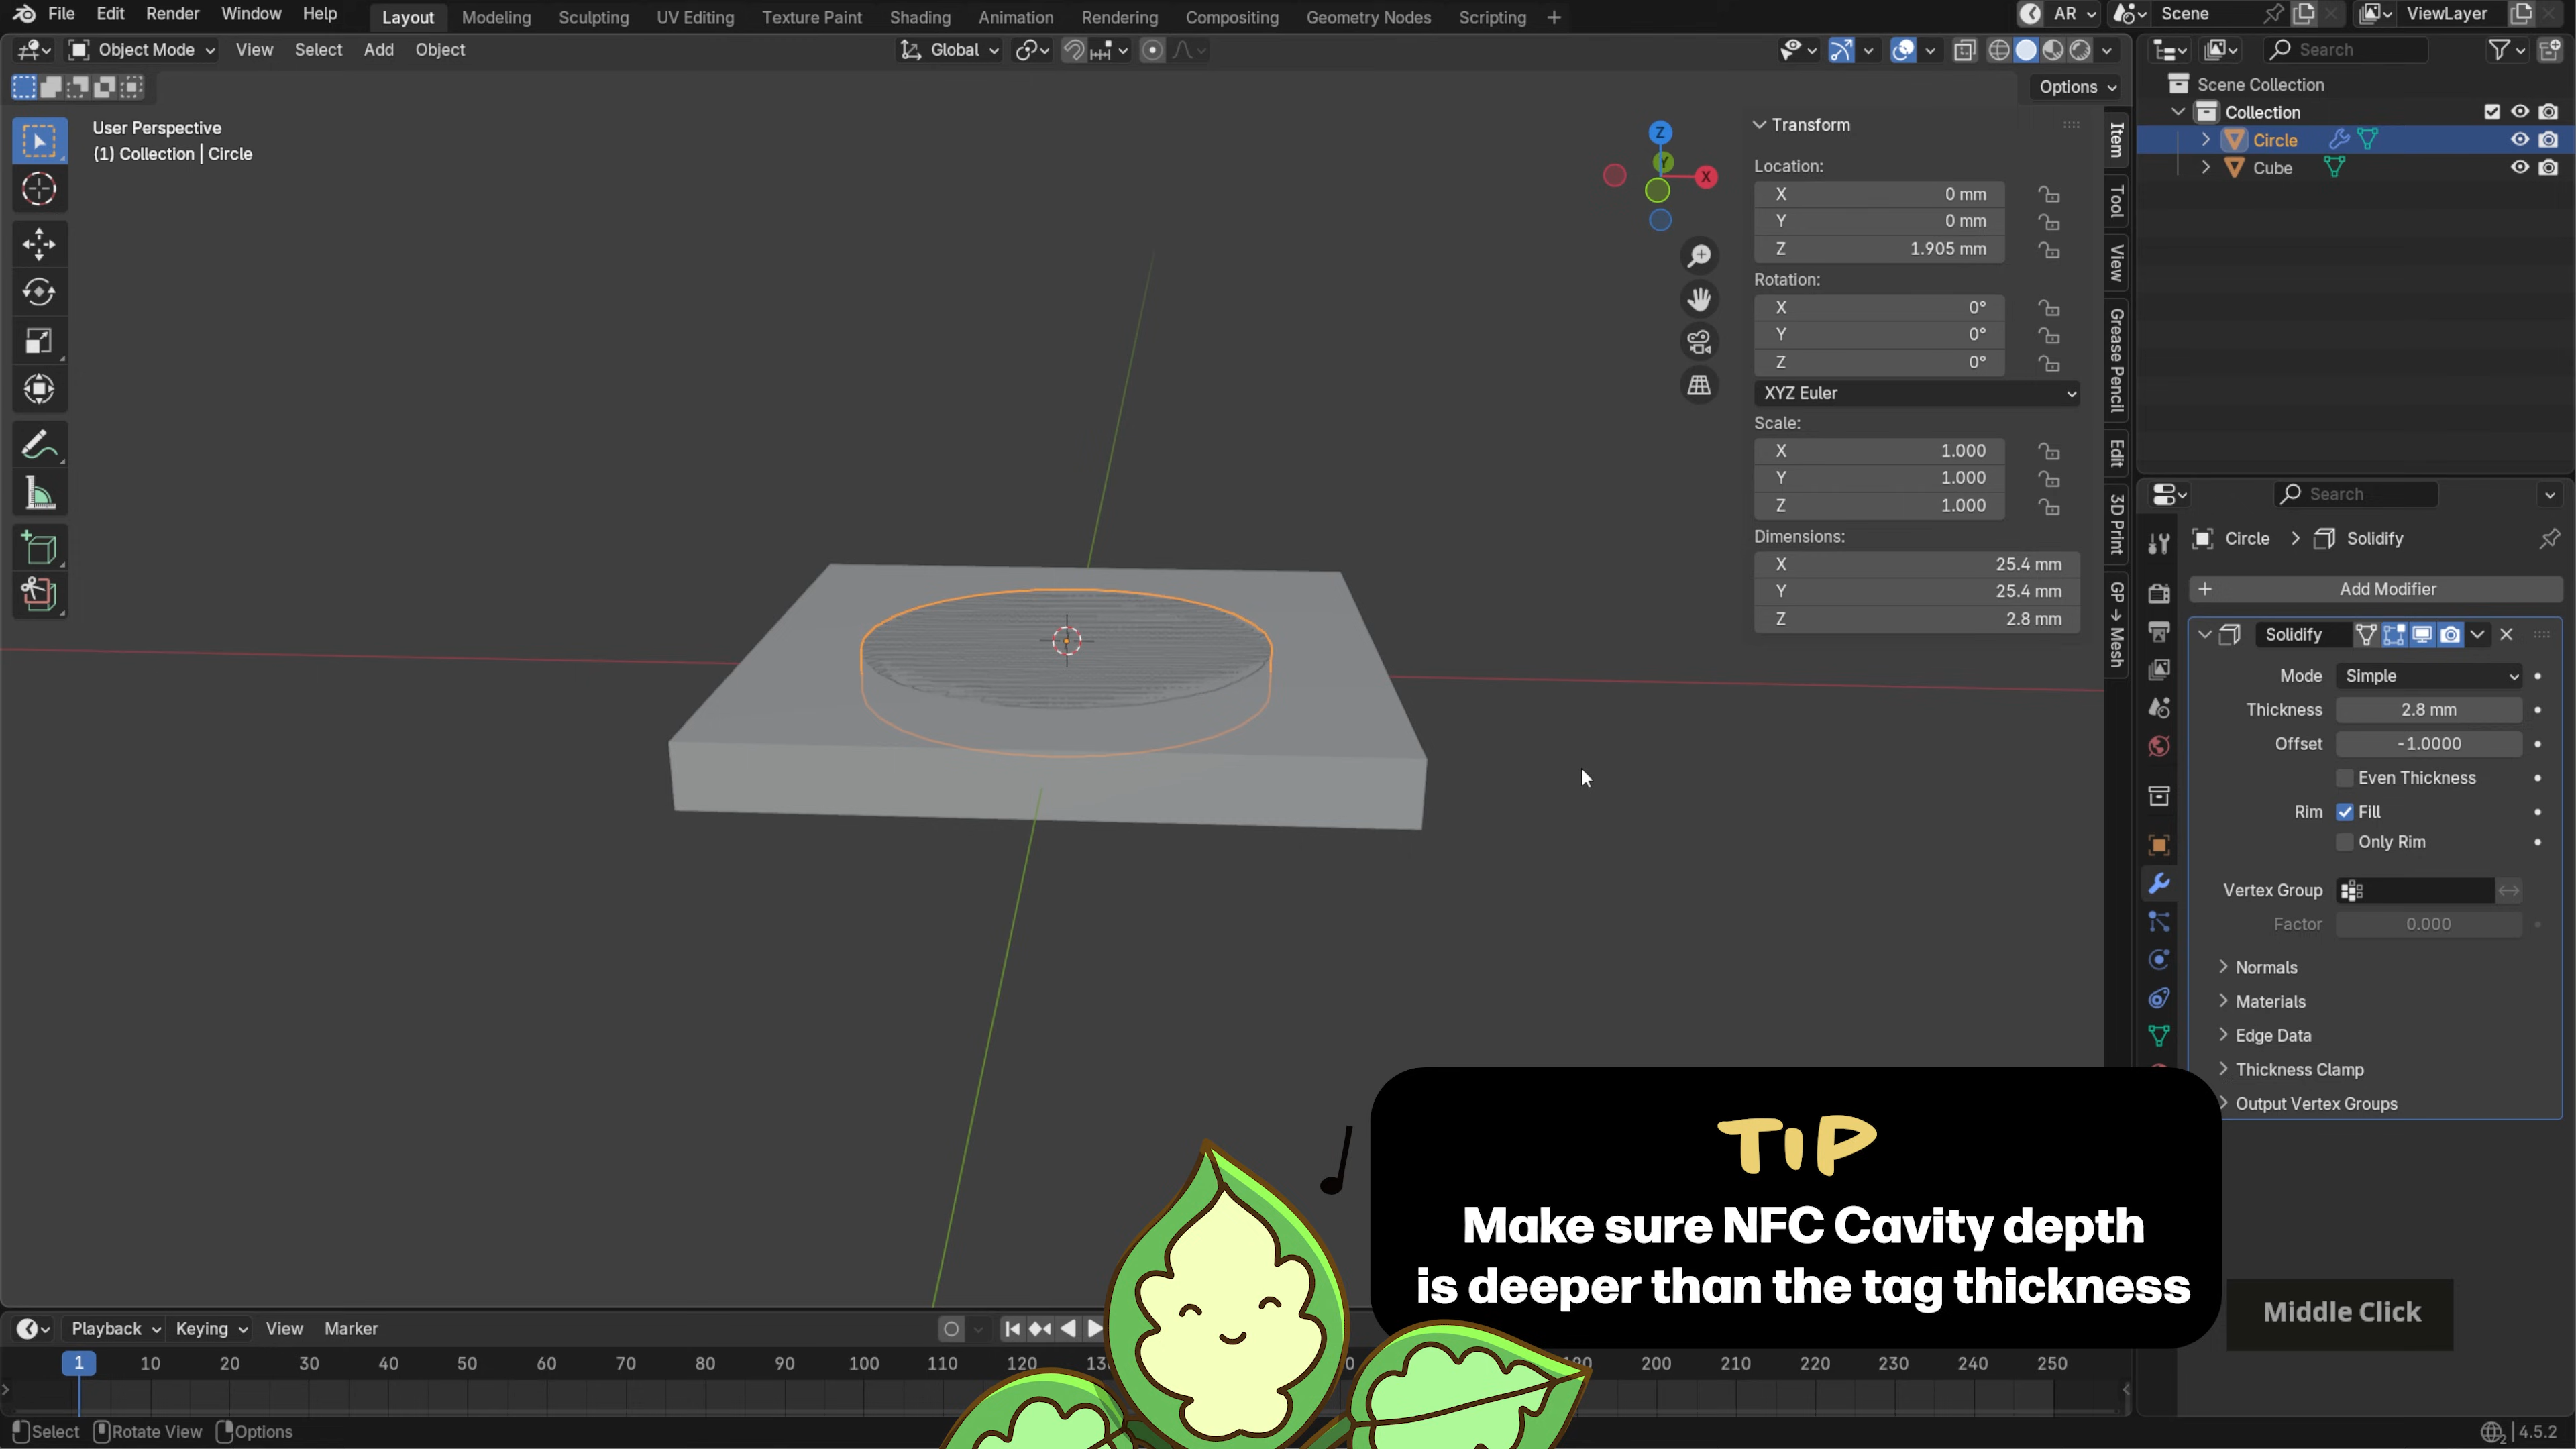 File Edit Render Window Help Layout Modeling Sculpting UV Editing Texture Paint Shading Animation Rendering Compositing Geometry Nodes Scripting + AR Scene ViewLayer
Object Mode View Select Add Object Global Search
Options
User Perspective
(1) Collection | Circle
Z
Y
X
Transform
Location:
X 0 mm
Y 0 mm
Z 1.905 mm
Rotation:
X 0°
Y 0°
Z 0°
XYZ Euler
Scale:
X 1.000
Y 1.000
Z 1.000
Dimensions:
X 25.4 mm
Y 25.4 mm
Z 2.8 mm
Item
Tool
View
Grease Pencil
Edit
3D Print
GP → Mesh
Scene Collection
Collection
Circle
Cube
Search
Circle > Solidify
+ Add Modifier
Solidify
Mode Simple
Thickness 2.8 mm
Offset -1.0000
Even Thickness
Rim Fill
Only Rim
Vertex Group
Factor 0.000
Normals
Materials
Edge Data
Thickness Clamp
Output Vertex Groups
TIP
Make sure NFC Cavity depth
is deeper than the tag thickness
Middle Click
Playback Keying View Marker
1 10 20 30 40 50 60 70 80 90 100 110 120 200 210 220 230 240 250
Select Rotate View Options 4.5.2